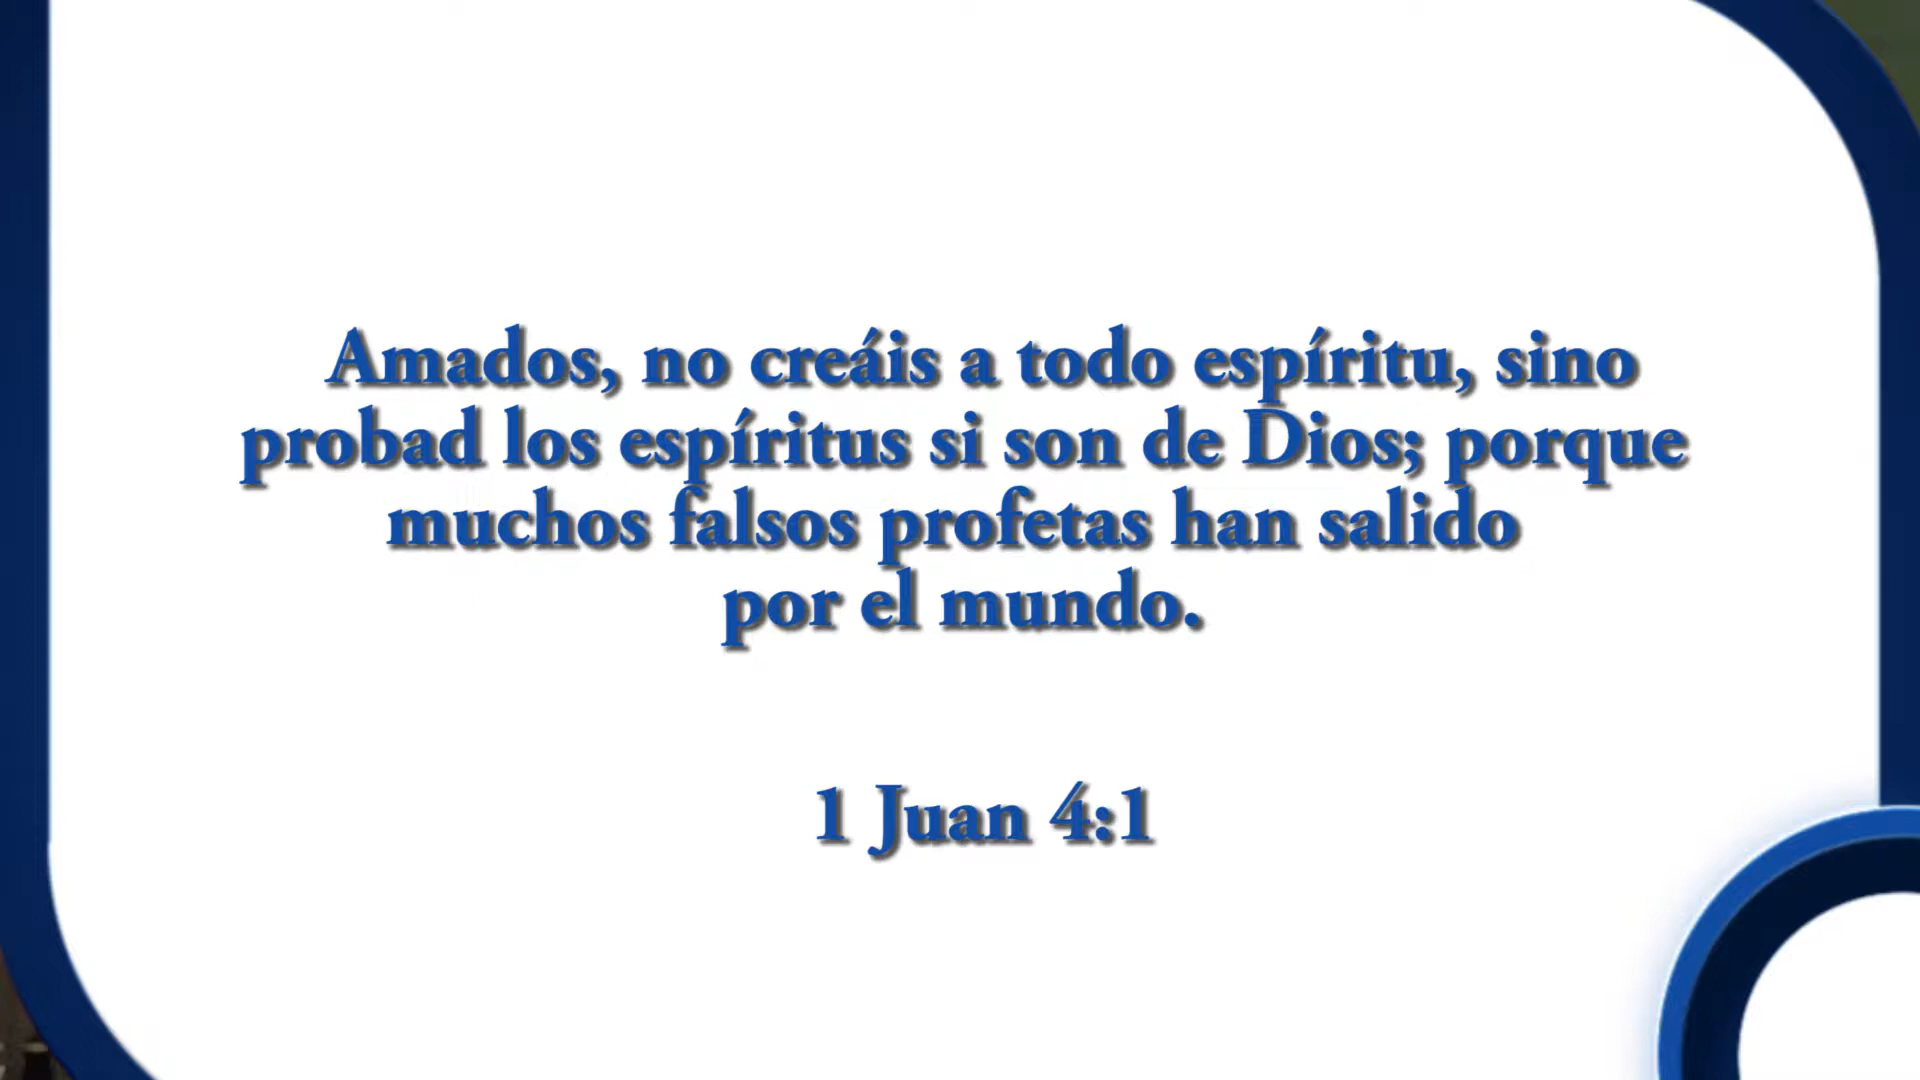 Amados, no creáis a todo espíritu, sino
probad los espíritus si son de Dios; porque
muchos falsos profetas han salido
por el mundo.
1 Juan 4:1